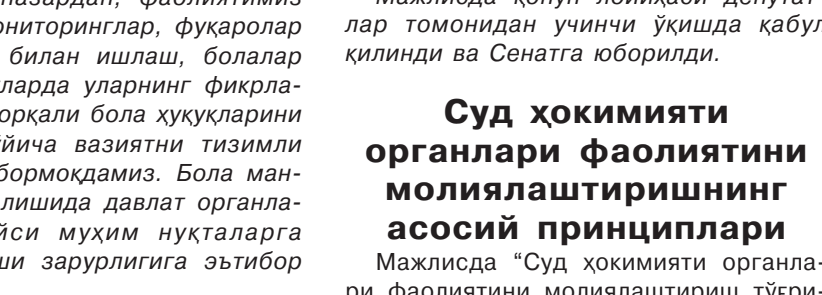 назардан, фаолиятимиз
ониторинглар, фуқаролар
билан ишлаш, болалар
ларда уларнинг фикрла-
орқали бола ҳуқуқларини
йича вазиятни тизимли
бормоқдамиз. Бола ман-
лишида давлат органла-
йси муҳим нуқталарга
ши зарурлигига эътибор
Мажлисда қонун лойиҳаси депутат-
лар томонидан учинчи ўқишда қабул
қилинди ва Сенатга юборилди.
Суд ҳокимияти
органлари фаолиятини
молиялаштиришнинг
асосий принциплари
Мажлисда “Суд ҳокимияти органла-
ри фаолиятини молиялаштириш тўғри-